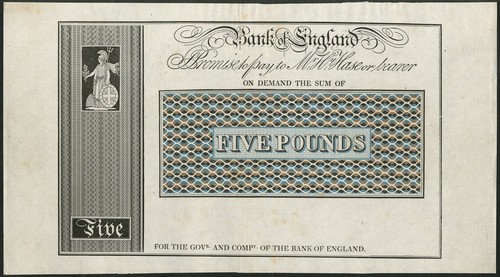 Bank of England
I Promise to pay to Mr. H. Hase or bearer
ON DEMAND THE SUM OF
FIVE POUNDS
Five
FOR THE GOVR. AND COMPY. OF THE BANK OF ENGLAND.